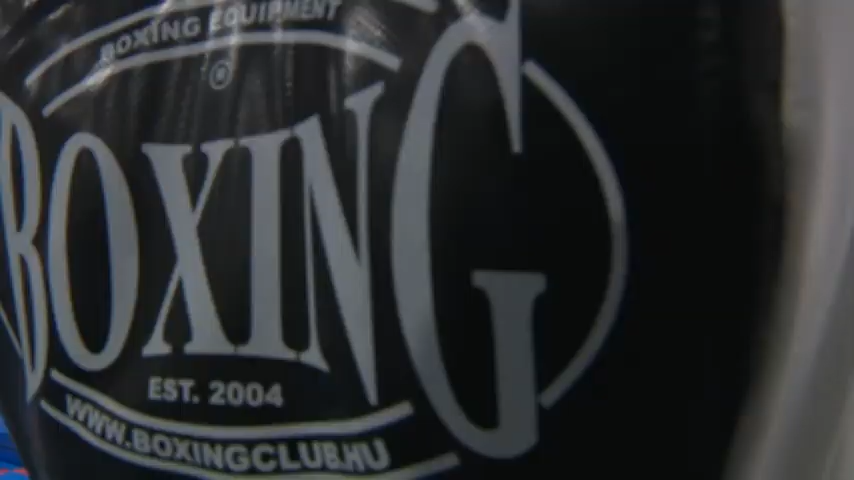 BOXING EQUIPMENT
®
BOXING
EST. 2004
WWW.BOXINGCLUB.HU